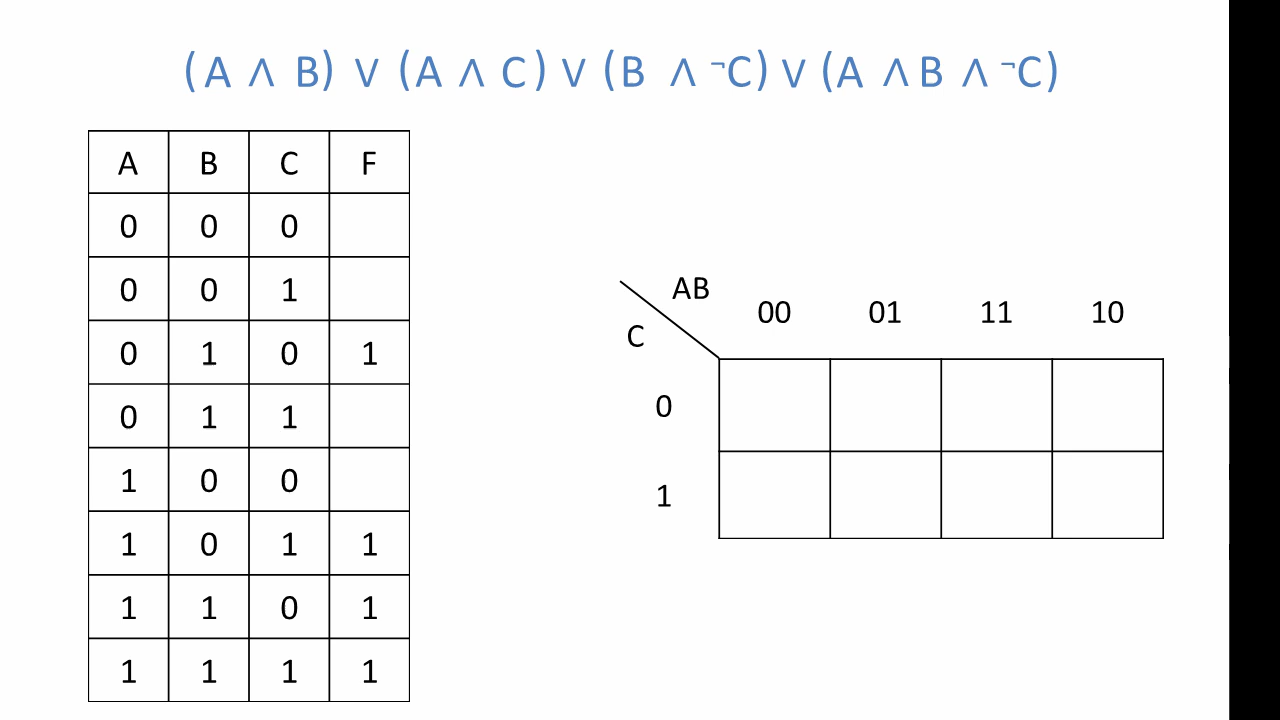 (A ∧ B) ∨ (A ∧ C) ∨ (B ∧ ¬C) ∨ (A ∧ B ∧ ¬C)
A B C F
0 0 0
0 0 1
0 1 0 1
0 1 1
1 0 0
1 0 1 1
1 1 0 1
1 1 1 1
AB
00 01 11 10
C
0
1